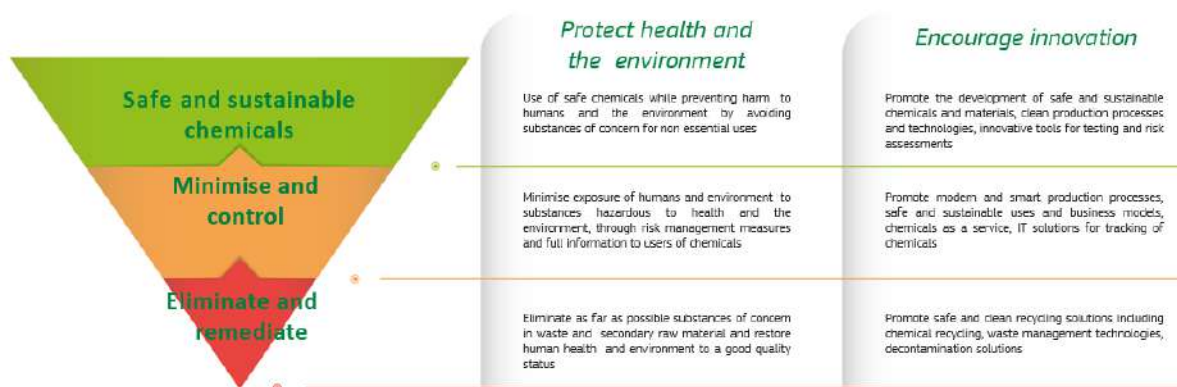 Protect health and
the environment
Encourage innovation
Safe and sustainable
chemicals
Use of safe chemicals while preventing harm to
humans and the environment by avoiding
substances of concern for non essential uses
Promote the development of safe and sustainable
chemicals and materials, clean production processes
and technologies, innovative tools for testing and risk
assessments
Minimise and
control
Minimise exposure of humans and environment to
substances hazardous to health and the
environment, through risk management measures
and full information to users of chemicals
Promote modern and smart production processes,
safe and sustainable uses and business models,
chemicals as a service, IT solutions for tracking of
chemicals
Eliminate and
remediate
Eliminate as far as possible substances of concern
in waste and secondary raw material and restore
human health and environment to a good quality
status
Promote safe and clean recycling solutions including
chemical recycling, waste management technologies,
decontamination solutions